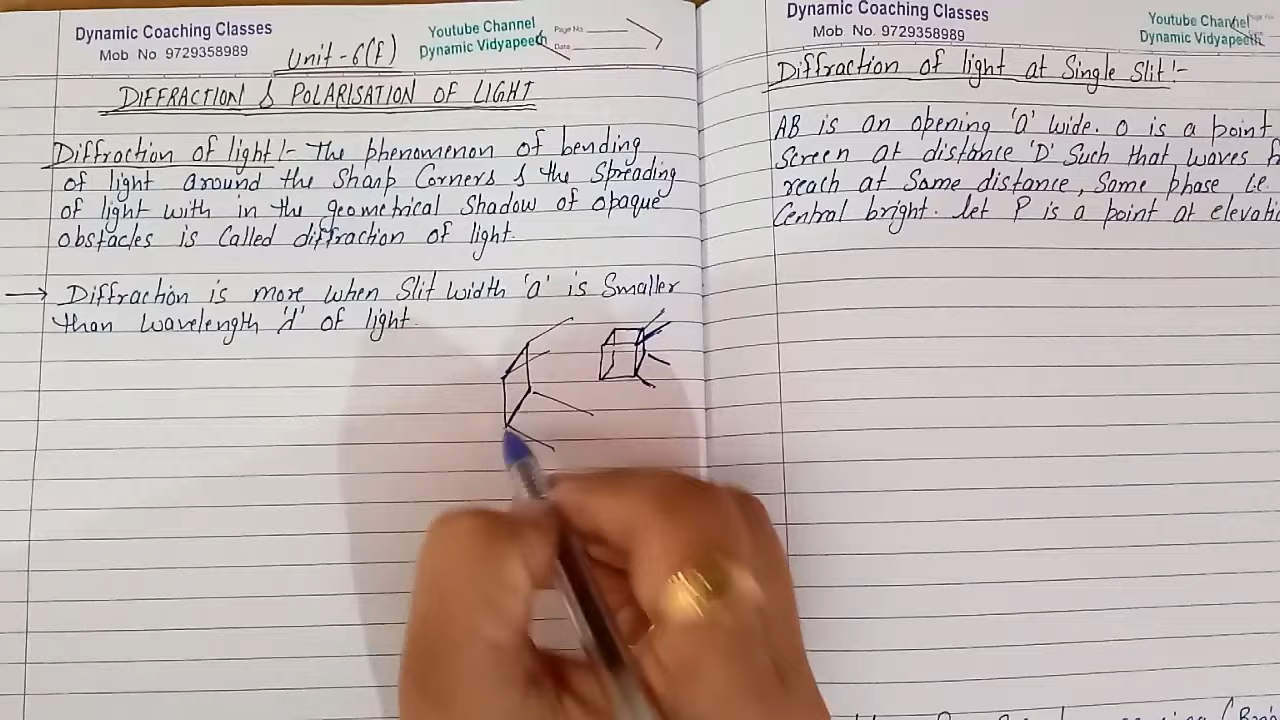 Dynamic Coaching Classes
Mob No 9729358989
Youtube Channel
Dynamic Vidyapeeth
Page No
Date
Unit-6(f)
DIFFRACTION & POLARISATION OF LIGHT
Diffraction of light :- The phenomenon of bending
of light around the sharp Corners & the Spreading
of light with in the geometrical Shadow of opaque
obstacles is Called diffraction of light.
→ Diffraction is more when Slit width 'a' is Smaller
than wavelength 'λ' of light.
Dynamic Coaching Classes
Mob No. 9729358989
Youtube Channel
Dynamic Vidyapeeth
Diffraction of light at Single Slit :-
AB is an opening 'a' wide. O is a point
Screen at distance 'D' Such that waves
reach at Same distance, Same phase i.e.
Central bright. Let P is a point at